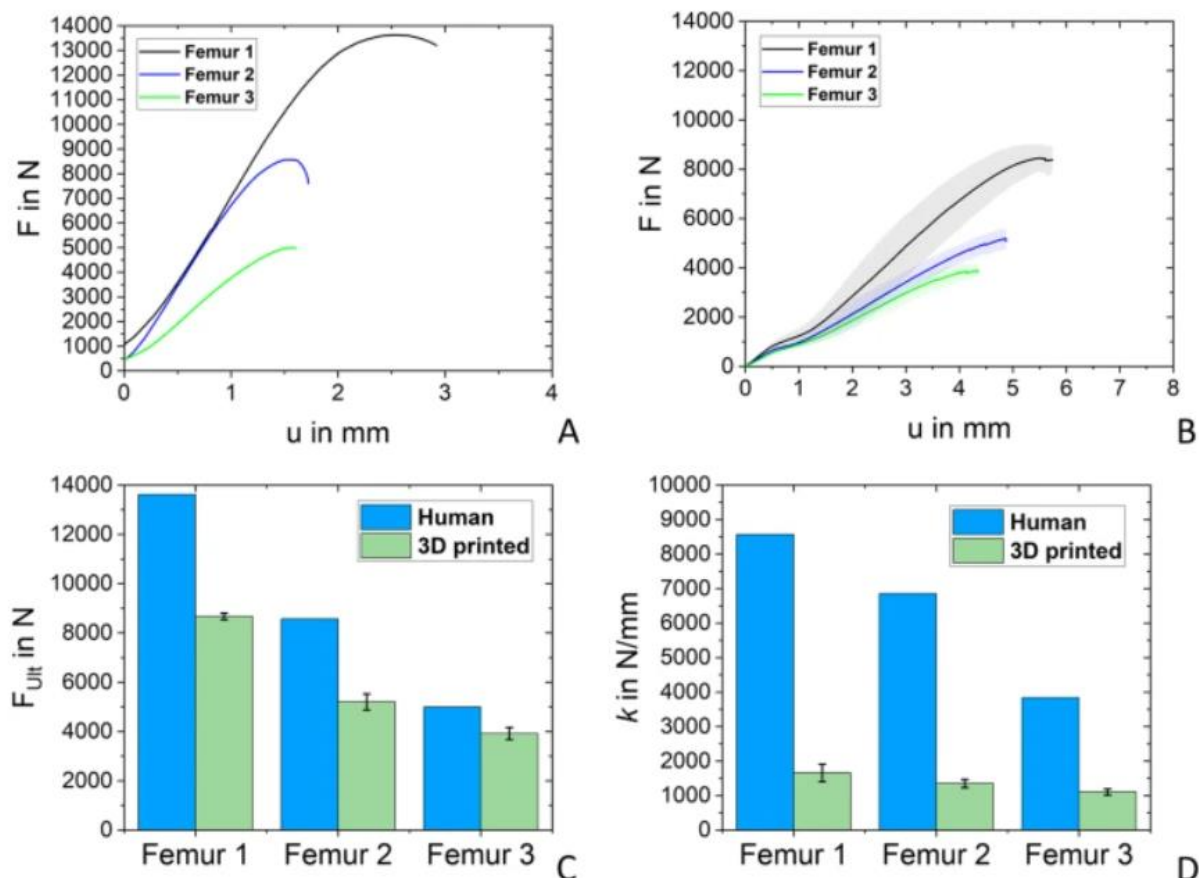 14000
13000
12000
11000
10000
9000
8000
7000
6000
5000
4000
3000
2000
1000
0
F in N
Femur 1
Femur 2
Femur 3
0 1 2 3 4
u in mm
A
14000
12000
10000
8000
6000
4000
2000
0
F in N
Femur 1
Femur 2
Femur 3
0 1 2 3 4 5 6 7 8
u in mm
B
14000
12000
10000
8000
6000
4000
2000
0
FUlt in N
Human
3D printed
Femur 1 Femur 2 Femur 3
C
10000
9000
8000
7000
6000
5000
4000
3000
2000
1000
0
k in N/mm
Human
3D printed
Femur 1 Femur 2 Femur 3
D